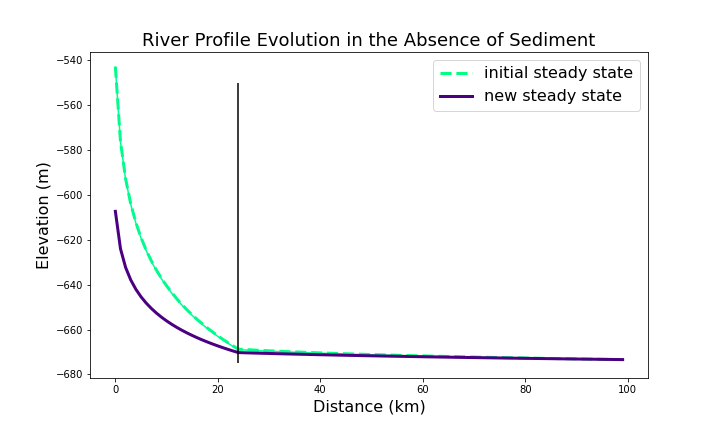 River Profile Evolution in the Absence of Sediment
initial steady state
new steady state
−540
−560
−580
−600
−620
−640
−660
−680
Elevation (m)
0
20
40
60
80
100
Distance (km)